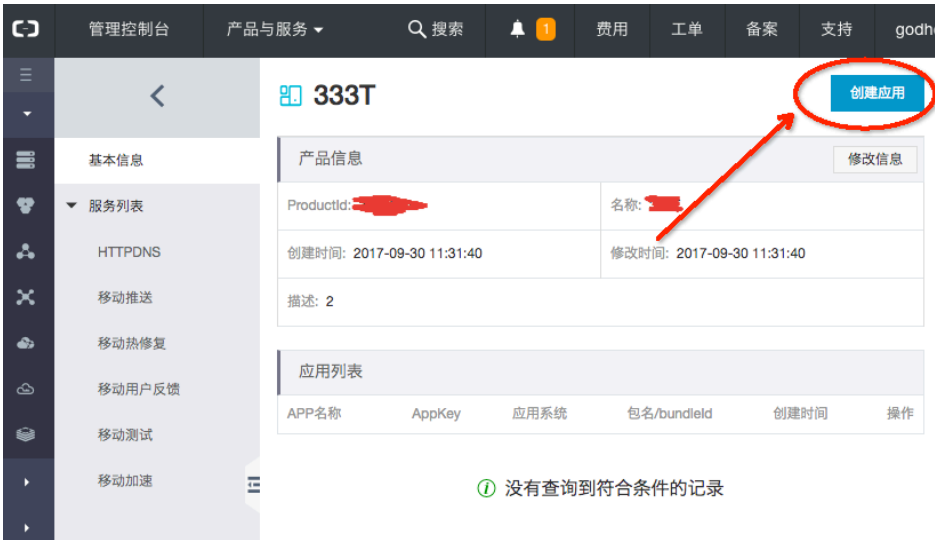 管理控制台 产品与服务 搜索 1 费用 工单 备案 支持 godh
333T 创建应用
基本信息
服务列表
HTTPDNS
移动推送
移动热修复
移动用户反馈
移动测试
移动加速
产品信息 修改信息
ProductId: 名称:
创建时间: 2017-09-30 11:31:40 修改时间: 2017-09-30 11:31:40
描述: 2
应用列表
APP名称 AppKey 应用系统 包名/bundleId 创建时间 操作
没有查询到符合条件的记录